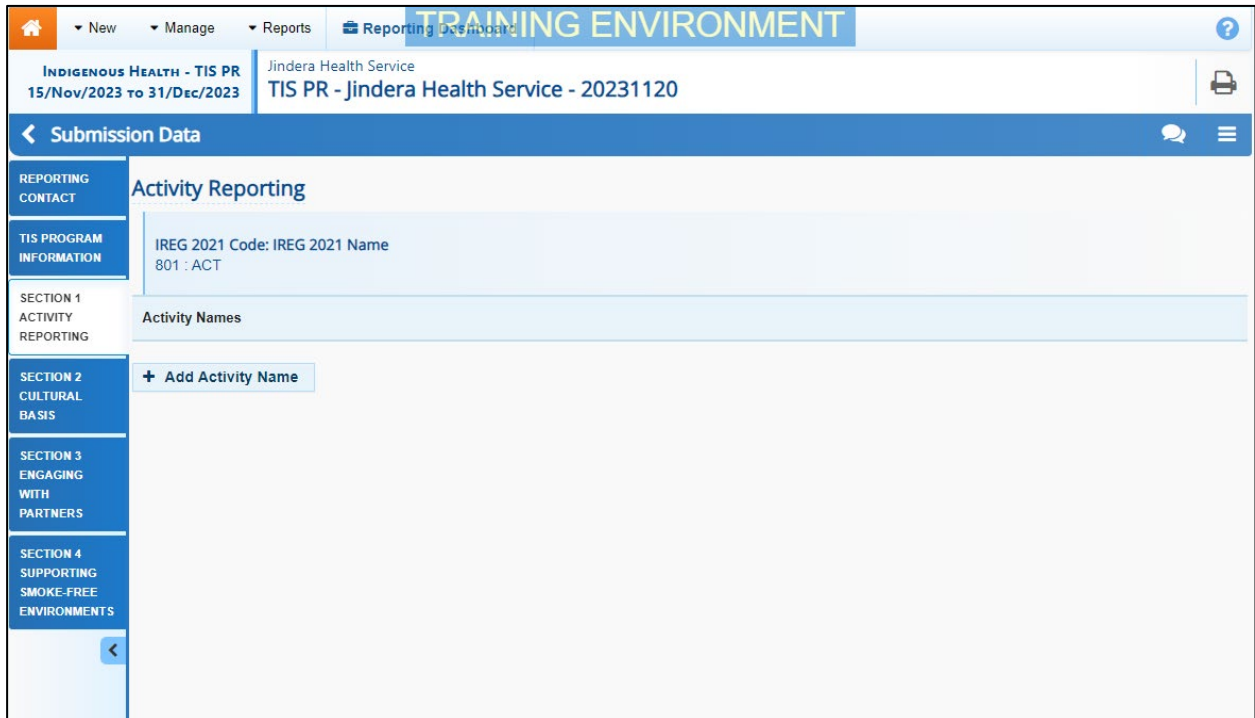 New
Manage
Reports
Reporting Dashboard
TRAINING ENVIRONMENT
?
INDIGENOUS HEALTH - TIS PR
15/NOV/2023 TO 31/DEC/2023
Jindera Health Service
TIS PR - Jindera Health Service - 20231120
Submission Data
REPORTING
CONTACT
TIS PROGRAM
INFORMATION
SECTION 1
ACTIVITY
REPORTING
SECTION 2
CULTURAL
BASIS
SECTION 3
ENGAGING
WITH
PARTNERS
SECTION 4
SUPPORTING
SMOKE-FREE
ENVIRONMENTS
Activity Reporting
IREG 2021 Code: IREG 2021 Name
801 : ACT
Activity Names
+ Add Activity Name